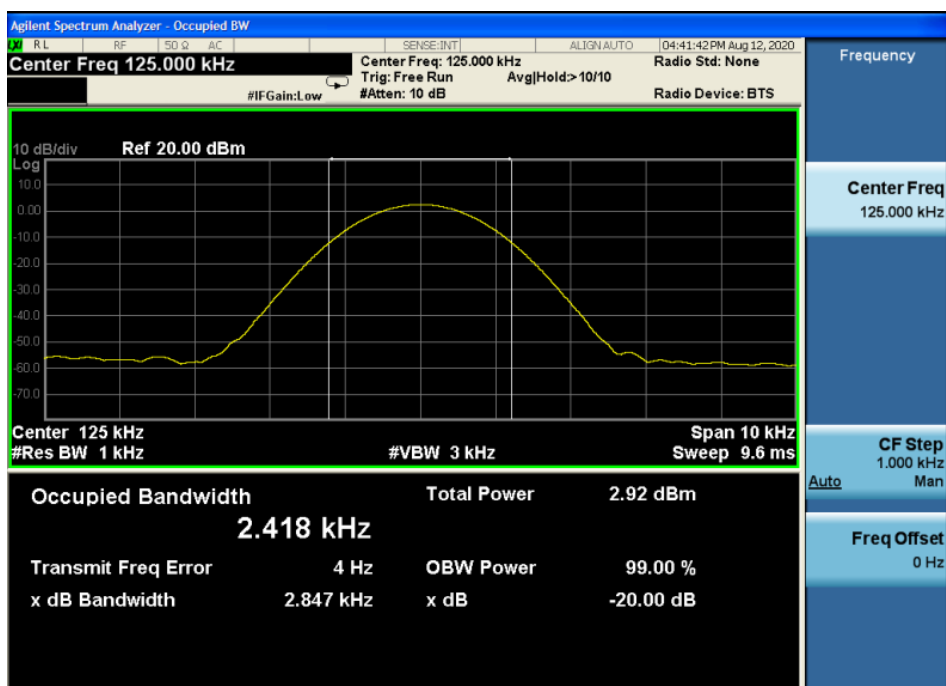 Agilent Spectrum Analyzer - Occupied BW
LXI RL RF 50 Ω AC SENSE:INT ALIGN AUTO 04:41:42 PM Aug 12, 2020
Center Freq 125.000 kHz
Center Freq: 125.000 kHz
Radio Std: None
Trig: Free Run Avg|Hold:> 10/10
#IFGain:Low
#Atten: 10 dB
Radio Device: BTS
10 dB/div Ref 20.00 dBm
Log
10.0
0.00
-10.0
-20.0
-30.0
-40.0
-50.0
-60.0
-70.0
Center 125 kHz Span 10 kHz
#Res BW 1 kHz #VBW 3 kHz Sweep 9.6 ms
Occupied Bandwidth Total Power 2.92 dBm
2.418 kHz
Transmit Freq Error 4 Hz OBW Power 99.00 %
x dB Bandwidth 2.847 kHz x dB -20.00 dB
Frequency
Center Freq
125.000 kHz
CF Step
1.000 kHz
Auto Man
Freq Offset
0 Hz